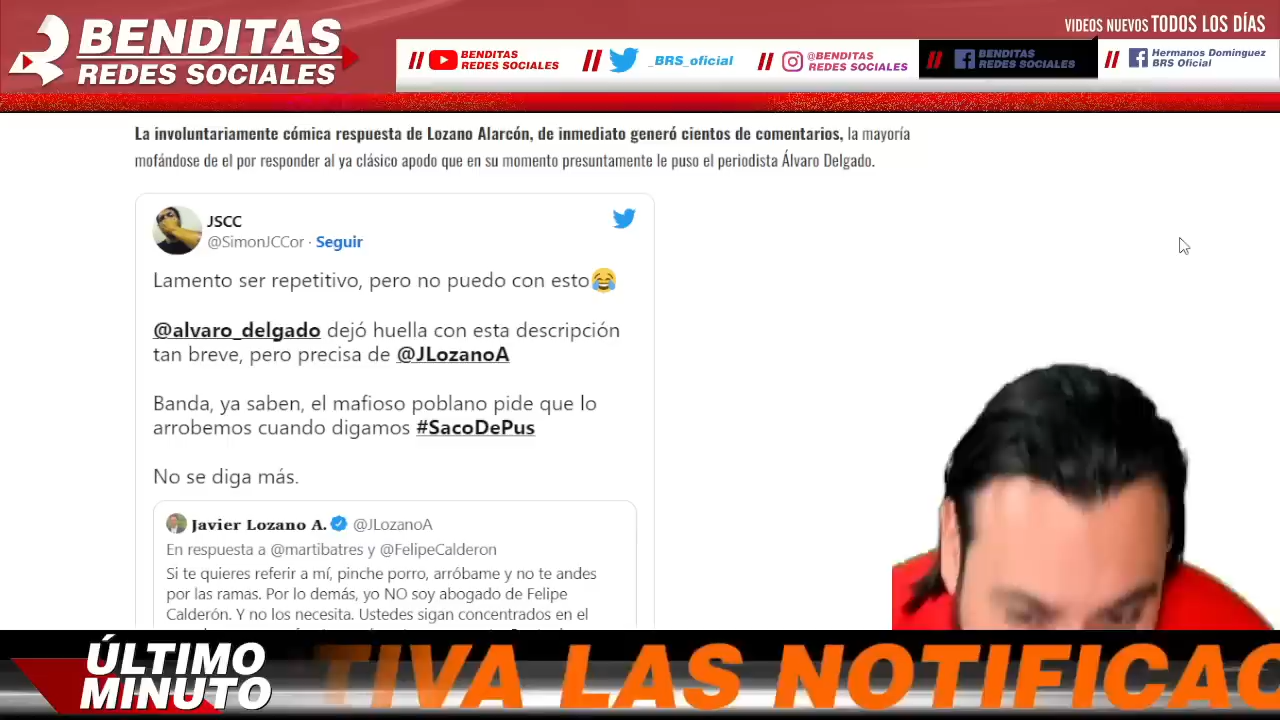 BENDITAS
REDES SOCIALES
VIDEOS NUEVOS TODOS LOS DÍAS
// BENDITAS REDES SOCIALES
// _BRS_oficial
// @BENDITAS REDES SOCIALES
// BENDITAS REDES SOCIALES
// Hermanos Dominguez BRS Oficial
La involuntariamente cómica respuesta de Lozano Alarcón, de inmediato generó cientos de comentarios, la mayoría
mofándose de el por responder al ya clásico apodo que en su momento presuntamente le puso el periodista Álvaro Delgado.
JSCC
@SimonJCCor · Seguir
Lamento ser repetitivo, pero no puedo con esto😂
@alvaro_delgado dejó huella con esta descripción
tan breve, pero precisa de @JLozanoA
Banda, ya saben, el mafioso poblano pide que lo
arrobemos cuando digamos #SacoDePus
No se diga más.
Javier Lozano A. @JLozanoA
En respuesta a @martibatres y @FelipeCalderon
Si te quieres referir a mí, pinche porro, arróbame y no te andes
por las ramas. Por lo demás, yo NO soy abogado de Felipe
Calderón. Y no los necesita. Ustedes sigan concentrados en el
ÚLTIMO
MINUTO
TIVA LAS NOTIFICAC